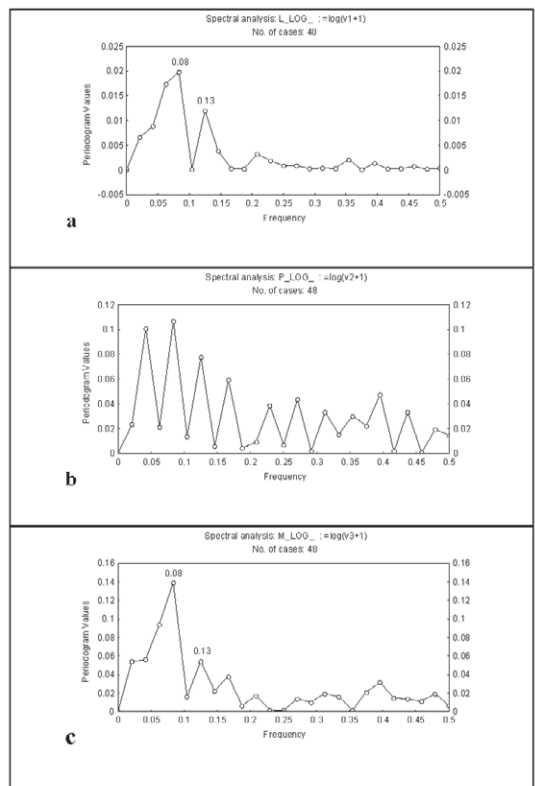 Spectral analysis: L_LOG_ : =log(v1+1)
No. of cases: 48
0.025 0.025
0.02 0.02
0.015 0.015
0.01 0.01
0.005 0.005
0 0
-0.005 -0.005
0.08
0.13
Periodogram Values
0 0.05 0.1 0.15 0.2 0.25 0.3 0.35 0.4 0.45 0.5
Frequency
a
Spectral analysis: P_LOG_ : =log(v2+1)
No. of cases: 48
0.12 0.12
0.1 0.1
0.08 0.08
0.06 0.06
0.04 0.04
0.02 0.02
0 0
Periodogram Values
0 0.05 0.1 0.15 0.2 0.25 0.3 0.35 0.4 0.45 0.5
Frequency
b
Spectral analysis: M_LOG_ : =log(v3+1)
No. of cases: 48
0.16 0.16
0.14 0.14
0.12 0.12
0.10 0.10
0.08 0.08
0.06 0.06
0.04 0.04
0.02 0.02
0 0
0.08
0.13
Periodogram Values
0 0.05 0.1 0.15 0.2 0.25 0.3 0.35 0.4 0.45 0.5
Frequency
c